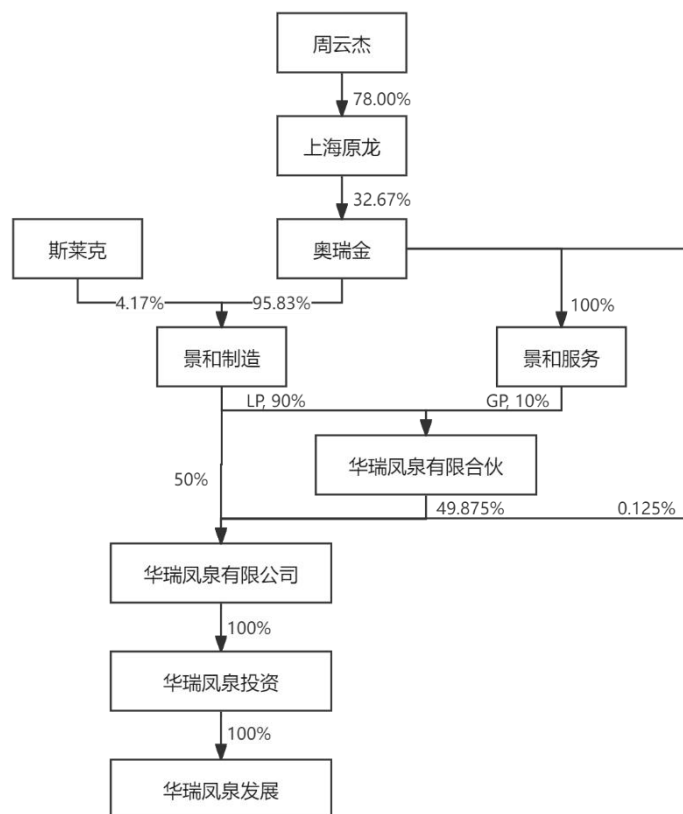 周云杰
78.00%
上海原龙
32.67%
斯莱克
奥瑞金
4.17%
95.83%
100%
景和制造
景和服务
LP, 90%
GP, 10%
华瑞凤泉有限合伙
50%
49.875%
0.125%
华瑞凤泉有限公司
100%
华瑞凤泉投资
100%
华瑞凤泉发展